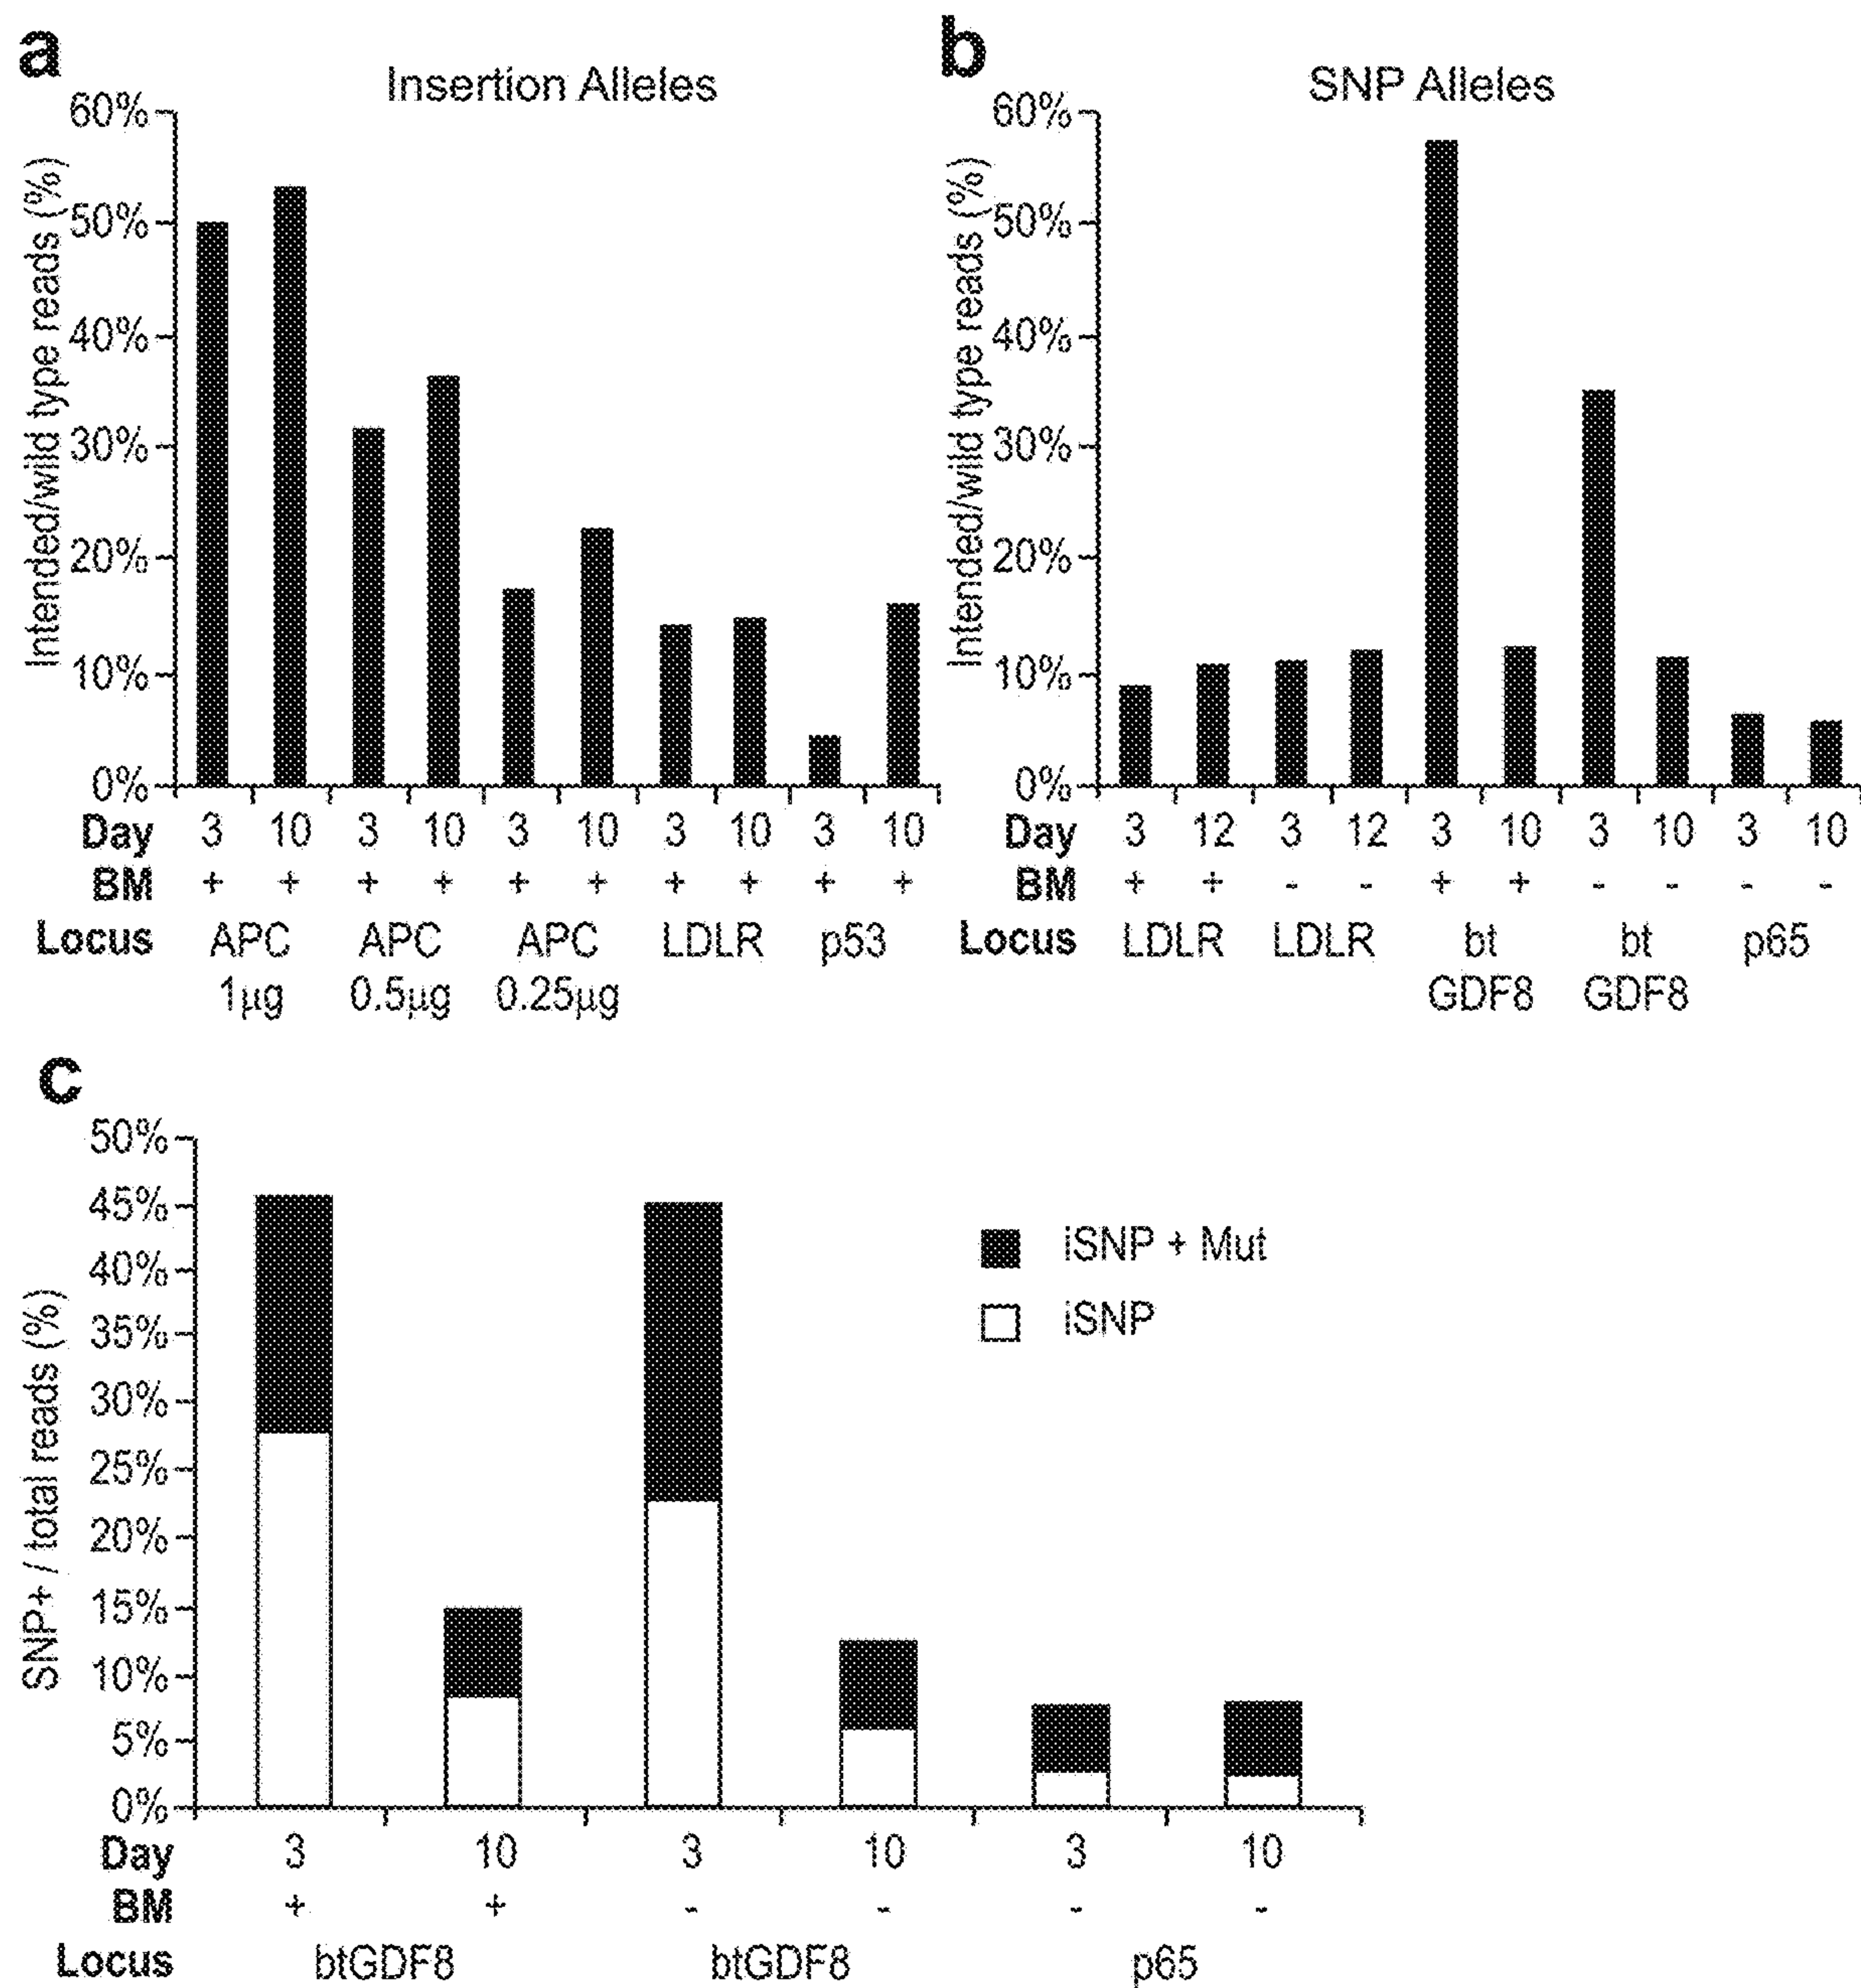 a
Insertion Alleles
Intended/wild type reads (%)
60%
50%
40%
30%
20%
10%
0%
Day 3 10 3 10 3 10 3 10 3 10
BM + + + + + + + + + +
Locus APC APC APC LDLR p53
1µg 0.5µg 0.25µg
b
SNP Alleles
Intended/wild type reads (%)
60%
50%
40%
30%
20%
10%
0%
Day 3 12 3 12 3 10 3 10 3 10
BM + + - - + + - - - -
Locus LDLR LDLR bt bt p65
GDF8 GDF8
c
SNP+ / total reads (%)
50%
45%
40%
35%
30%
25%
20%
15%
10%
5%
0%
iSNP + Mut
iSNP
Day 3 10 3 10 3 10
BM + + - - - -
Locus btGDF8 btGDF8 p65